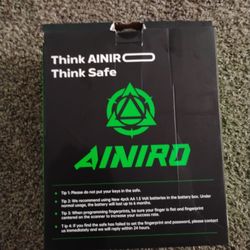 Think AINIR
Think Safe
AINIRO
• Tip 1: Please do not put your keys in the safe.
• Tip 2: We recommend using New 4pcs AA 1.5 Volt batteries in the battery box. Under
normal usage, the battery will last up to 6 months.
• Tip 3: When programming fingerprints, be sure your finger is flat and fingerprint
centered on the scanner to increase your success rate.
• Tip 4: If you find the safe has failed to set the fingerprint and password, please contact
us immediately and we will reply within 24 hours.